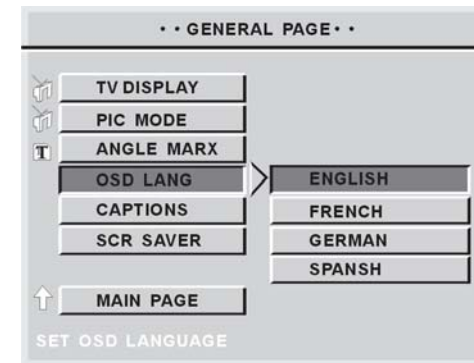 • • GENERAL PAGE • •
TV DISPLAY
PIC MODE
T ANGLE MARX
OSD LANG ENGLISH
CAPTIONS FRENCH
SCR SAVER GERMAN
SPANSH
MAIN PAGE
SET OSD LANGUAGE